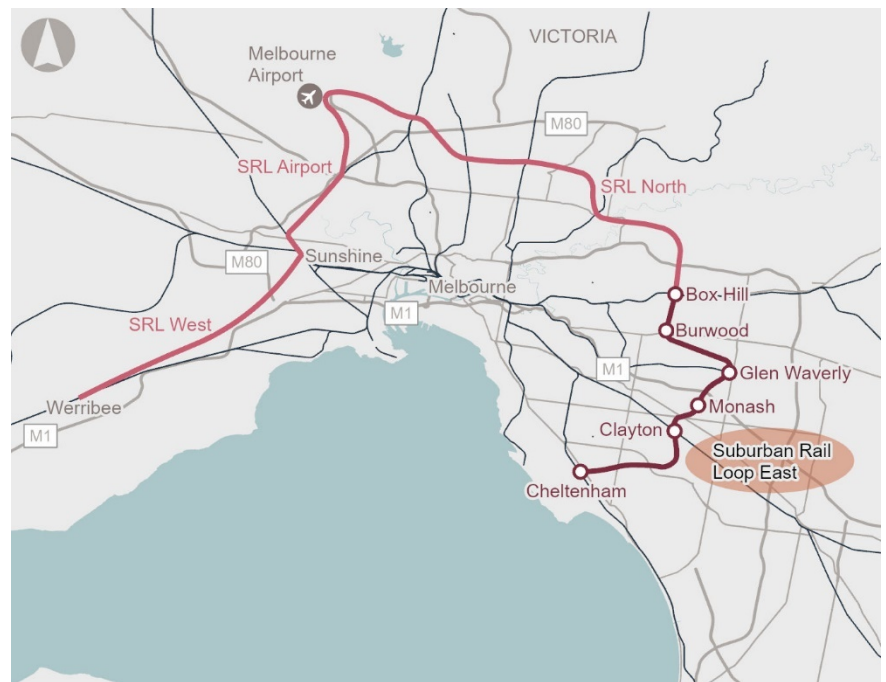 VICTORIA
Melbourne
Airport
M80
SRL Airport
SRL North
Sunshine
M80
Melbourne
Box-Hill
M1
SRL West
Burwood
M1
Glen Waverly
Werribee
Monash
M1
Clayton
Suburban Rail
Loop East
Cheltenham